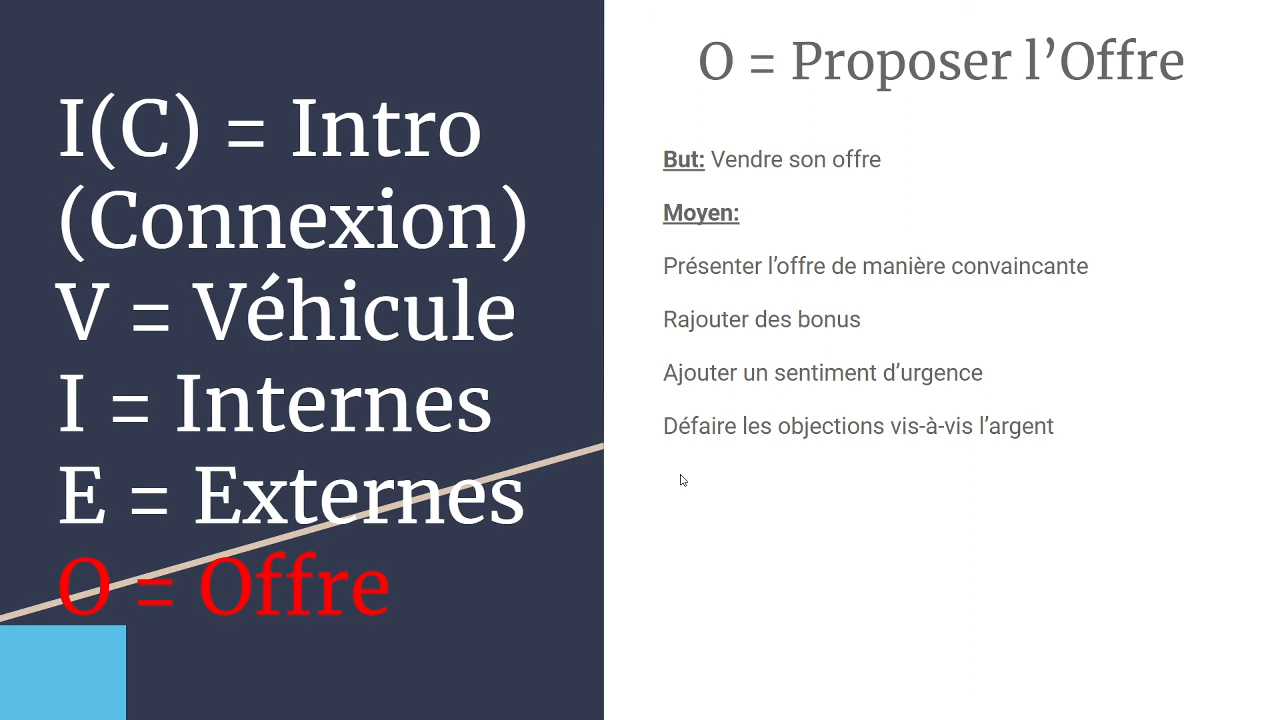 I(C) = Intro
(Connexion)
V = Véhicule
I = Internes
E = Externes
O = Offre
O = Proposer l’Offre
But: Vendre son offre
Moyen:
Présenter l’offre de manière convaincante
Rajouter des bonus
Ajouter un sentiment d’urgence
Défaire les objections vis-à-vis l’argent